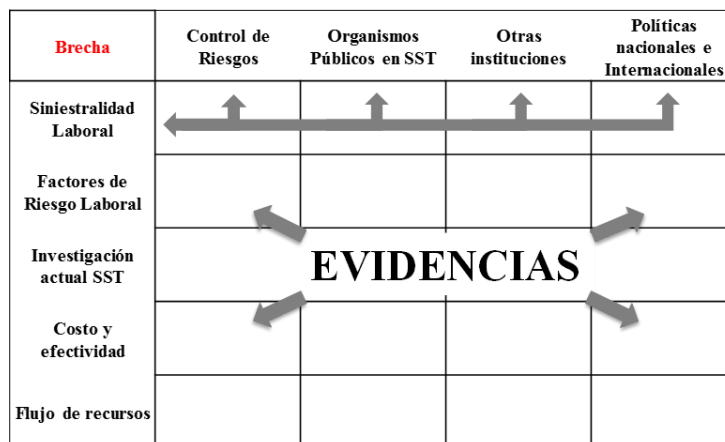 Brecha
Control de
Riesgos
Organismos
Públicos en SST
Otras
instituciones
Políticas
nacionales e
Internacionales
Siniestralidad
Laboral
Factores de
Riesgo Laboral
Investigación
actual SST
EVIDENCIAS
Costo y
efectividad
Flujo de recursos